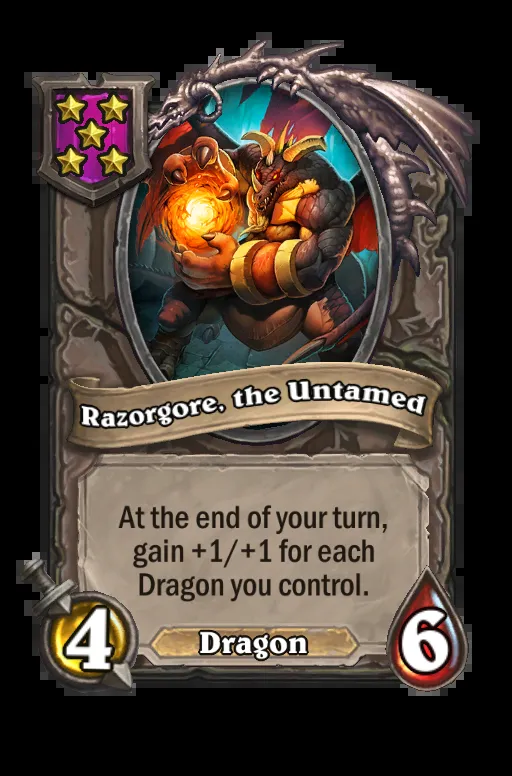 Razorgore, the Untamed
At the end of your turn,
gain +1/+1 for each
Dragon you control.
4
Dragon
6